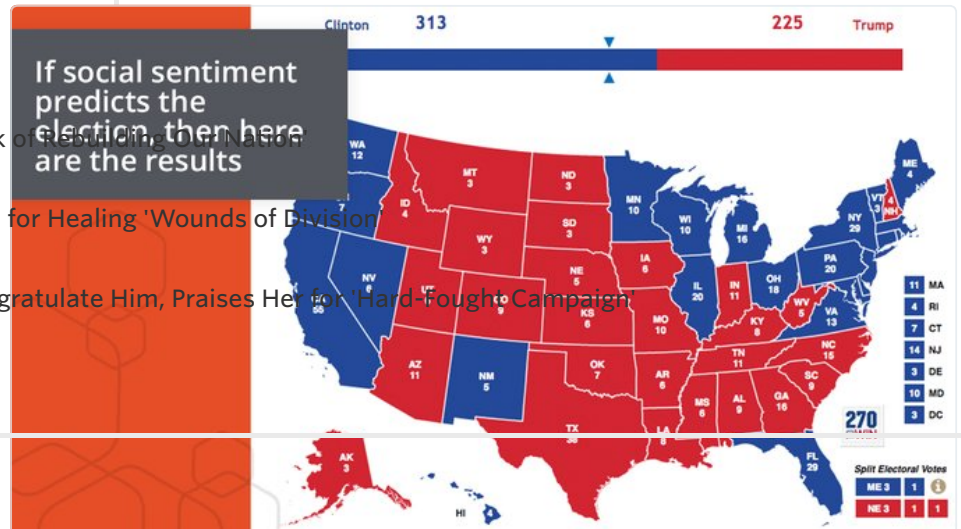 Clinton 313 225 Trump
If social sentiment
predicts the
election, then here
are the results
of Rebuilding Our Nation'
for Healing 'Wounds of Division'
gratulate Him, Praises Her for 'Hard-Fought Campaign'
WA
12
7
ID
4
MT
3
ND
3
MN
10
WI
10
MI
16
ME
4
VT
3
4
NH
NY
29
SD
3
WY
3
NV
6
55
UT
CO
9
NE
5
IA
6
IL
20
IN
11
OH
18
PA
20
WV
5
VA
13
KS
6
MO
10
KY
8
NC
15
TN
11
AZ
11
NM
5
OK
7
AR
6
SC
9
MS
6
AL
9
GA
16
TX
38
LA
8
FL
29
AK
3
HI 4
11 MA
4 RI
7 CT
14 NJ
3 DE
10 MD
3 DC
270
Split Electoral Votes
ME 3 1
NE 3 1 1